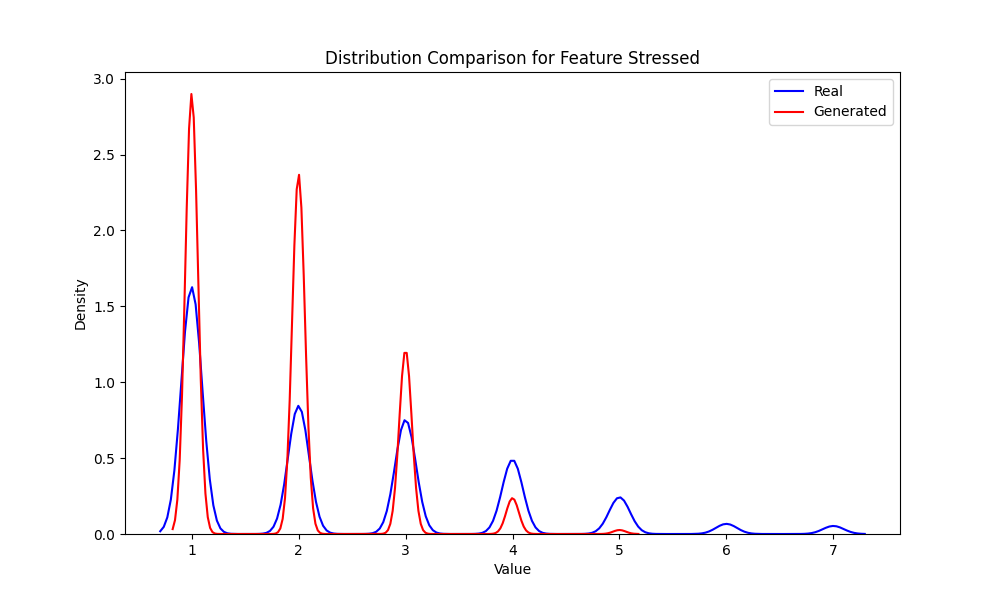 Distribution Comparison for Feature Stressed
Real
Generated
Density
3.0
2.5
2.0
1.5
1.0
0.5
0.0
1 2 3 4 5 6 7
Value